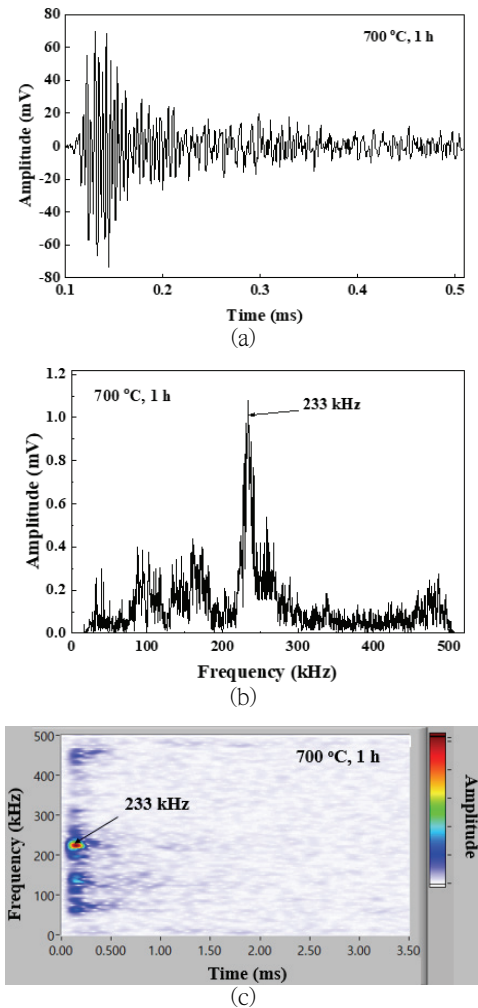 80
60
40
20
0
-20
-40
-60
-80
Amplitude (mV)
700 °C, 1 h
0.1 0.2 0.3 0.4 0.5
Time (ms)
(a)
1.2
1.0
0.8
0.6
0.4
0.2
0.0
Amplitude (mV)
700 °C, 1 h
233 kHz
0 100 200 300 400 500
Frequency (kHz)
(b)
500
400
300
200
100
0
Frequency (kHz)
700 °C, 1 h
233 kHz
Amplitude
0.00 0.500 1.00 1.50 2.00 2.50 3.00 3.50
Time (ms)
(c)